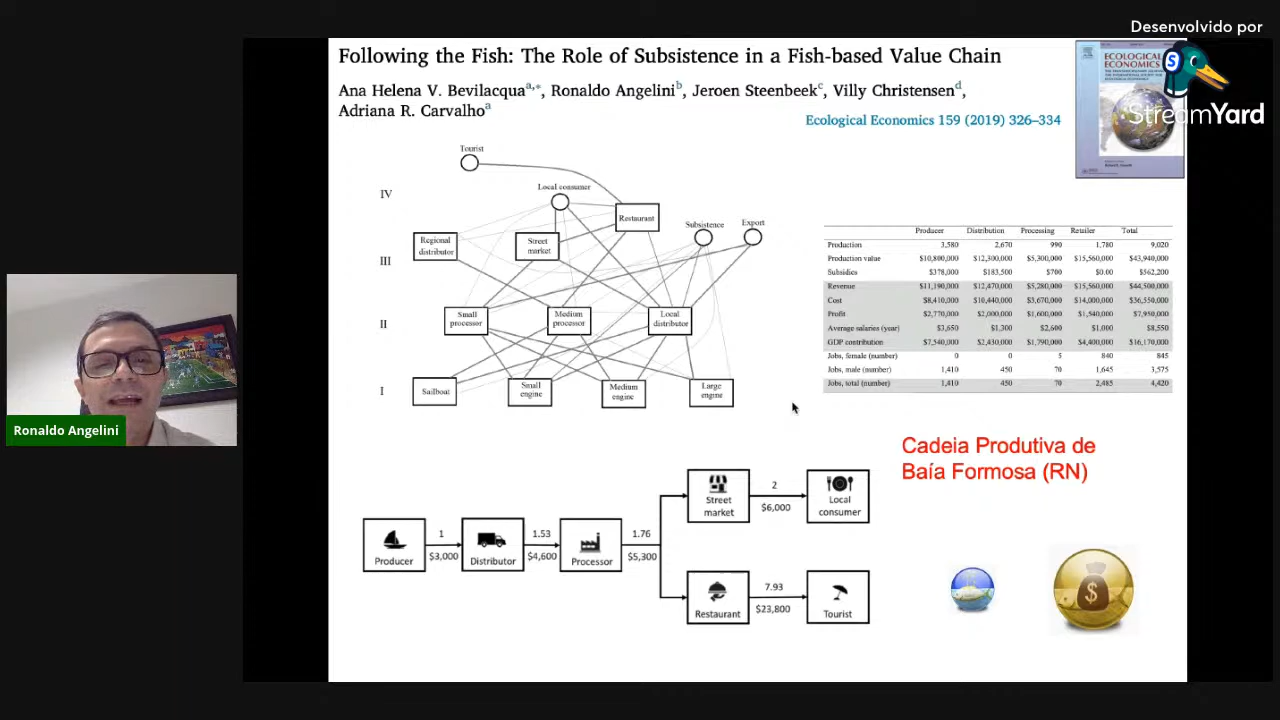 Desenvolvido por
StreamYard
Following the Fish: The Role of Subsistence in a Fish-based Value Chain
Ana Helena V. Bevilacquaa,*, Ronaldo Angelinib, Jeroen Steenbeekc, Villy Christensend,
Adriana R. Carvalhoa
Ecological Economics 159 (2019) 326–334
ECOLOGICAL
ECONOMICS
Tourist
IV
Local consumer
Restaurant
Subsistence
Export
Regional
distributor
Street
market
III
Small
processor
Medium
processor
Local
distributor
II
I
Sailboat
Small
engine
Medium
engine
Large
engine
Producer Distribution Processing Retailer Total
Production 3,580 2,670 990 1,780 9,020
Production value $10,800,000 $12,300,000 $5,300,000 $15,560,000 $43,940,000
Subsidies $378,000 $183,500 $700 $0.00 $562,200
Revenue $11,190,000 $12,470,000 $5,280,000 $15,560,000 $44,500,000
Cost $8,410,000 $10,440,000 $3,670,000 $14,000,000 $36,550,000
Profit $2,770,000 $2,000,000 $1,600,000 $1,540,000 $7,950,000
Average salaries (year) $3,650 $1,300 $2,600 $1,000 $8,550
GDP contribution $7,540,000 $2,430,000 $1,790,000 $4,400,000 $16,170,000
Jobs, female (number) 0 0 5 840 845
Jobs, male (number) 1,410 450 70 1,645 3,575
Jobs, total (number) 1,410 450 70 2,485 4,420
Ronaldo Angelini
Cadeia Produtiva de
Baía Formosa (RN)
Producer
1
$3,000
Distributor
1.53
$4,600
Processor
1.76
$5,300
Street
market
2
$6,000
Local
consumer
Restaurant
7.93
$23,800
Tourist
$